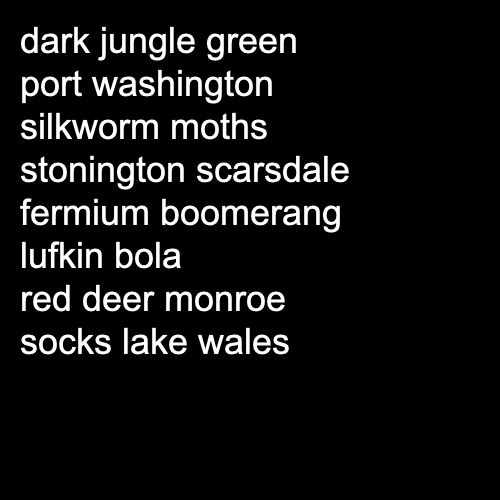 dark jungle green
port washington
silkworm moths
stonington scarsdale
fermium boomerang
lufkin bola
red deer monroe
socks lake wales